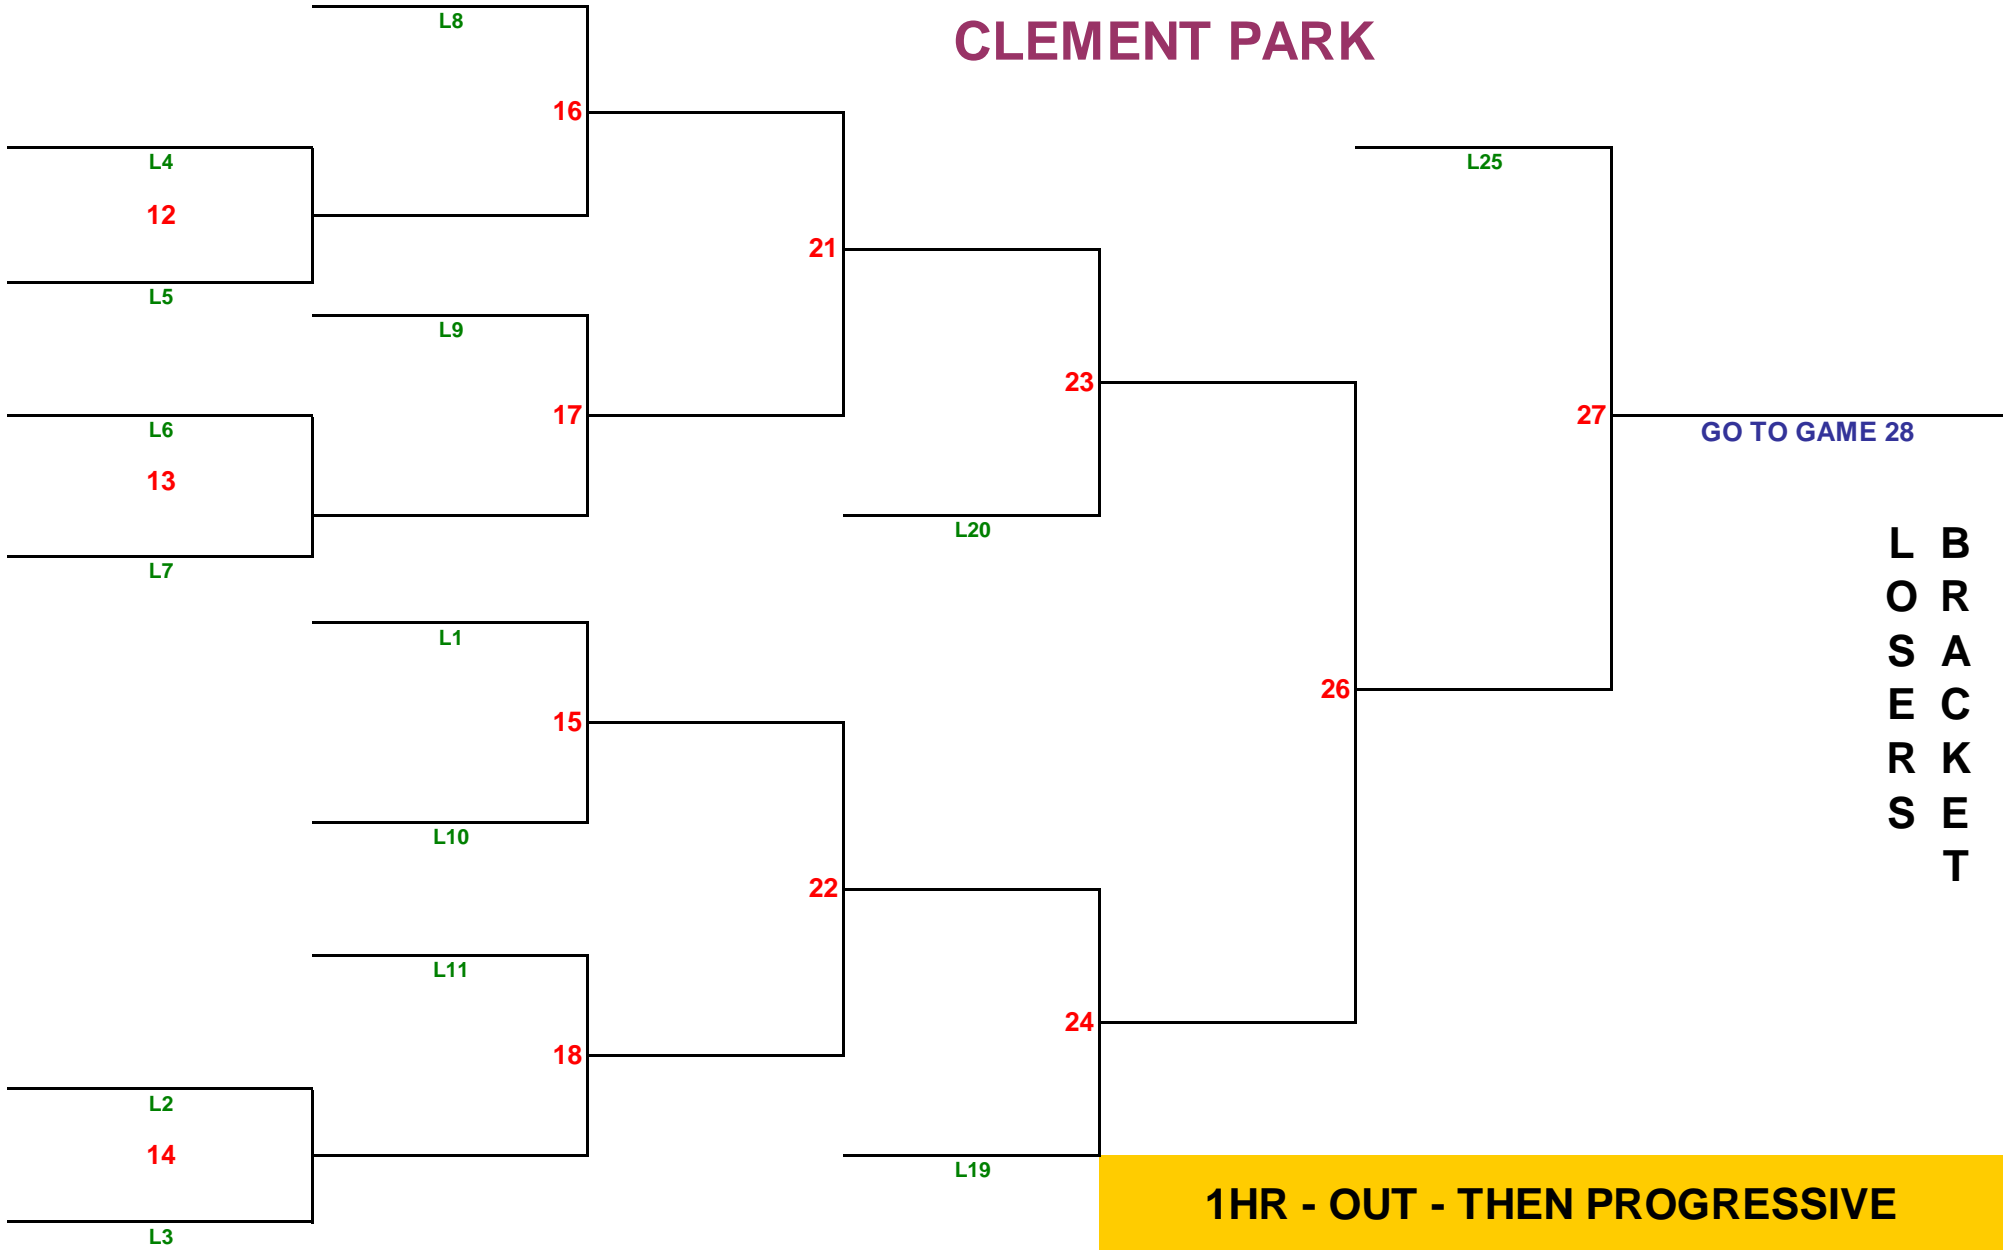 L8
CLEMENT PARK
16
L4
L25
12
21
L5
L9
23
17
27
L6
GO TO GAME 28
13
L20
L7
LOSERS
BRACKET
L1
26
15
L10
22
L11
24
18
L2
14
L19
1HR - OUT - THEN PROGRESSIVE
L3